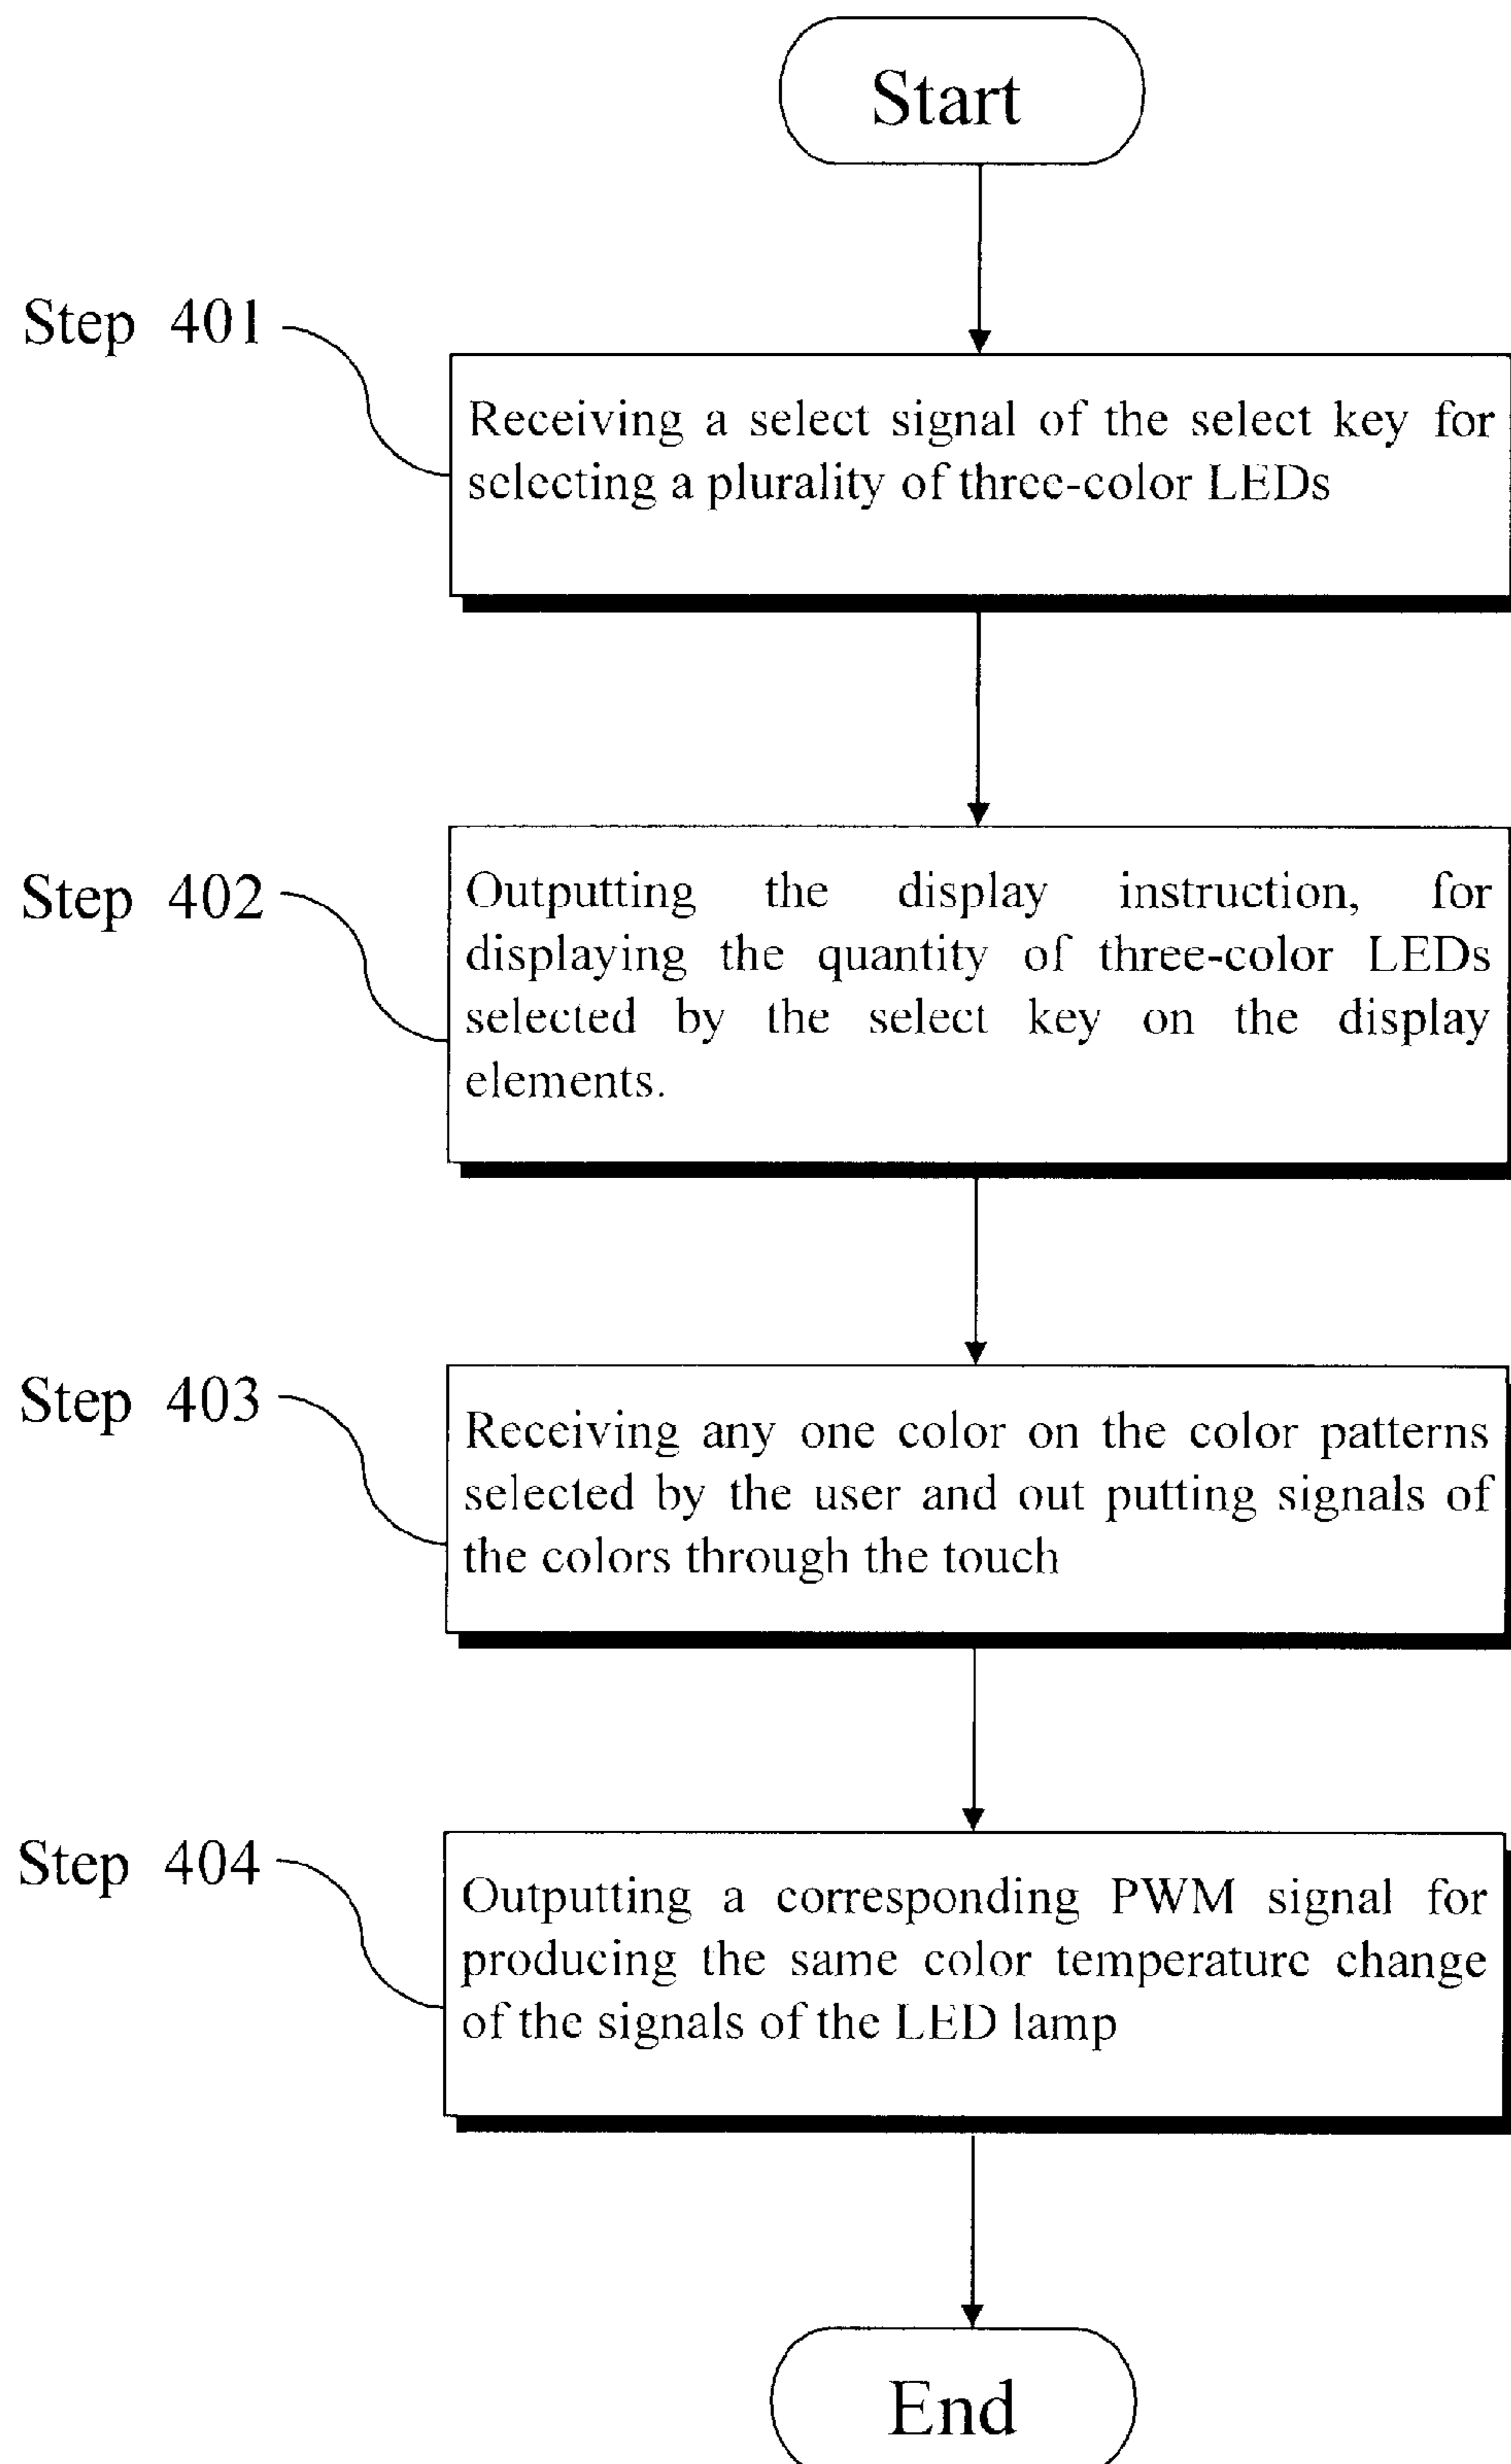 Start
Step 401
Receiving a select signal of the select key for
selecting a plurality of three-color LEDs
Step 402
Outputting the display instruction, for
displaying the quantity of three-color LEDs
selected by the select key on the display
elements.
Step 403
Receiving any one color on the color patterns
selected by the user and out putting signals of
the colors through the touch
Step 404
Outputting a corresponding PWM signal for
producing the same color temperature change
of the signals of the LED lamp
End